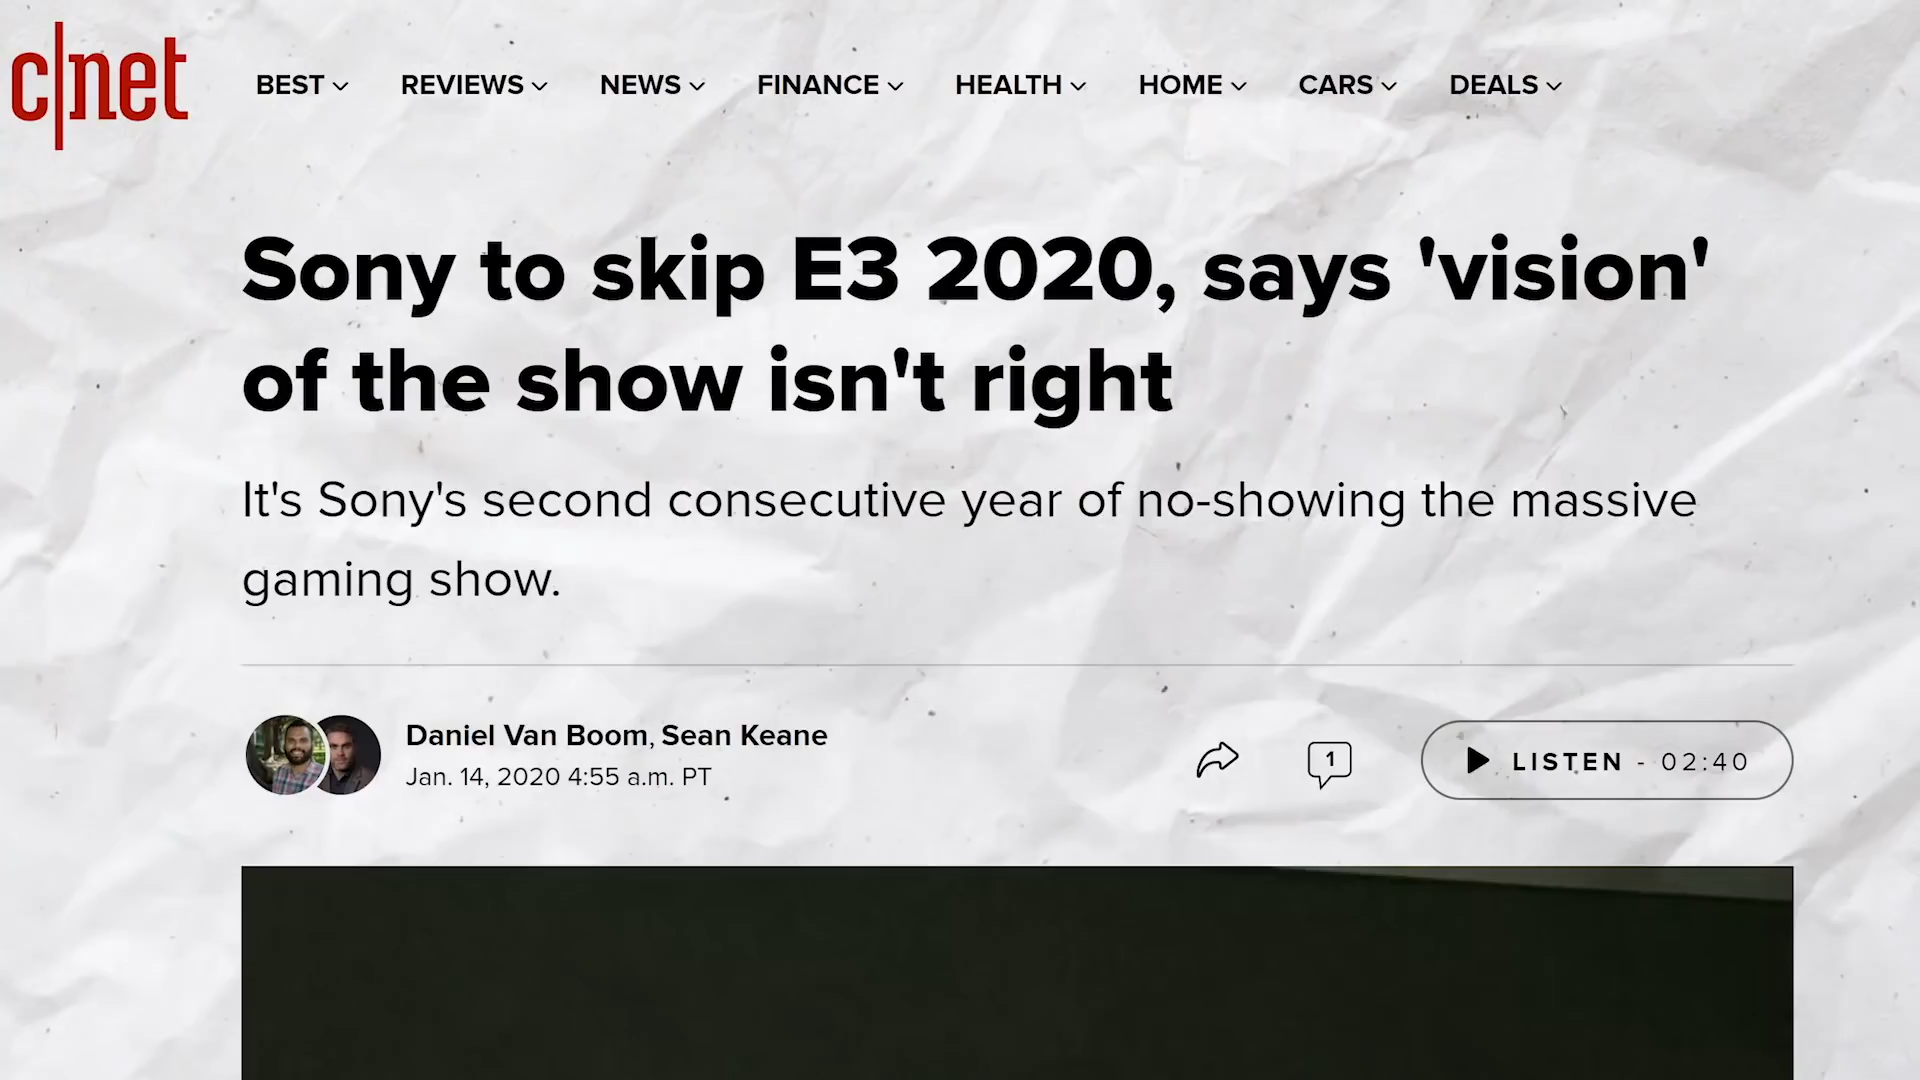 c|net
BEST REVIEWS NEWS FINANCE HEALTH HOME CARS DEALS
Sony to skip E3 2020, says 'vision'
of the show isn't right
It's Sony's second consecutive year of no-showing the massive
gaming show.
Daniel Van Boom, Sean Keane
Jan. 14, 2020 4:55 a.m. PT
1
LISTEN - 02:40